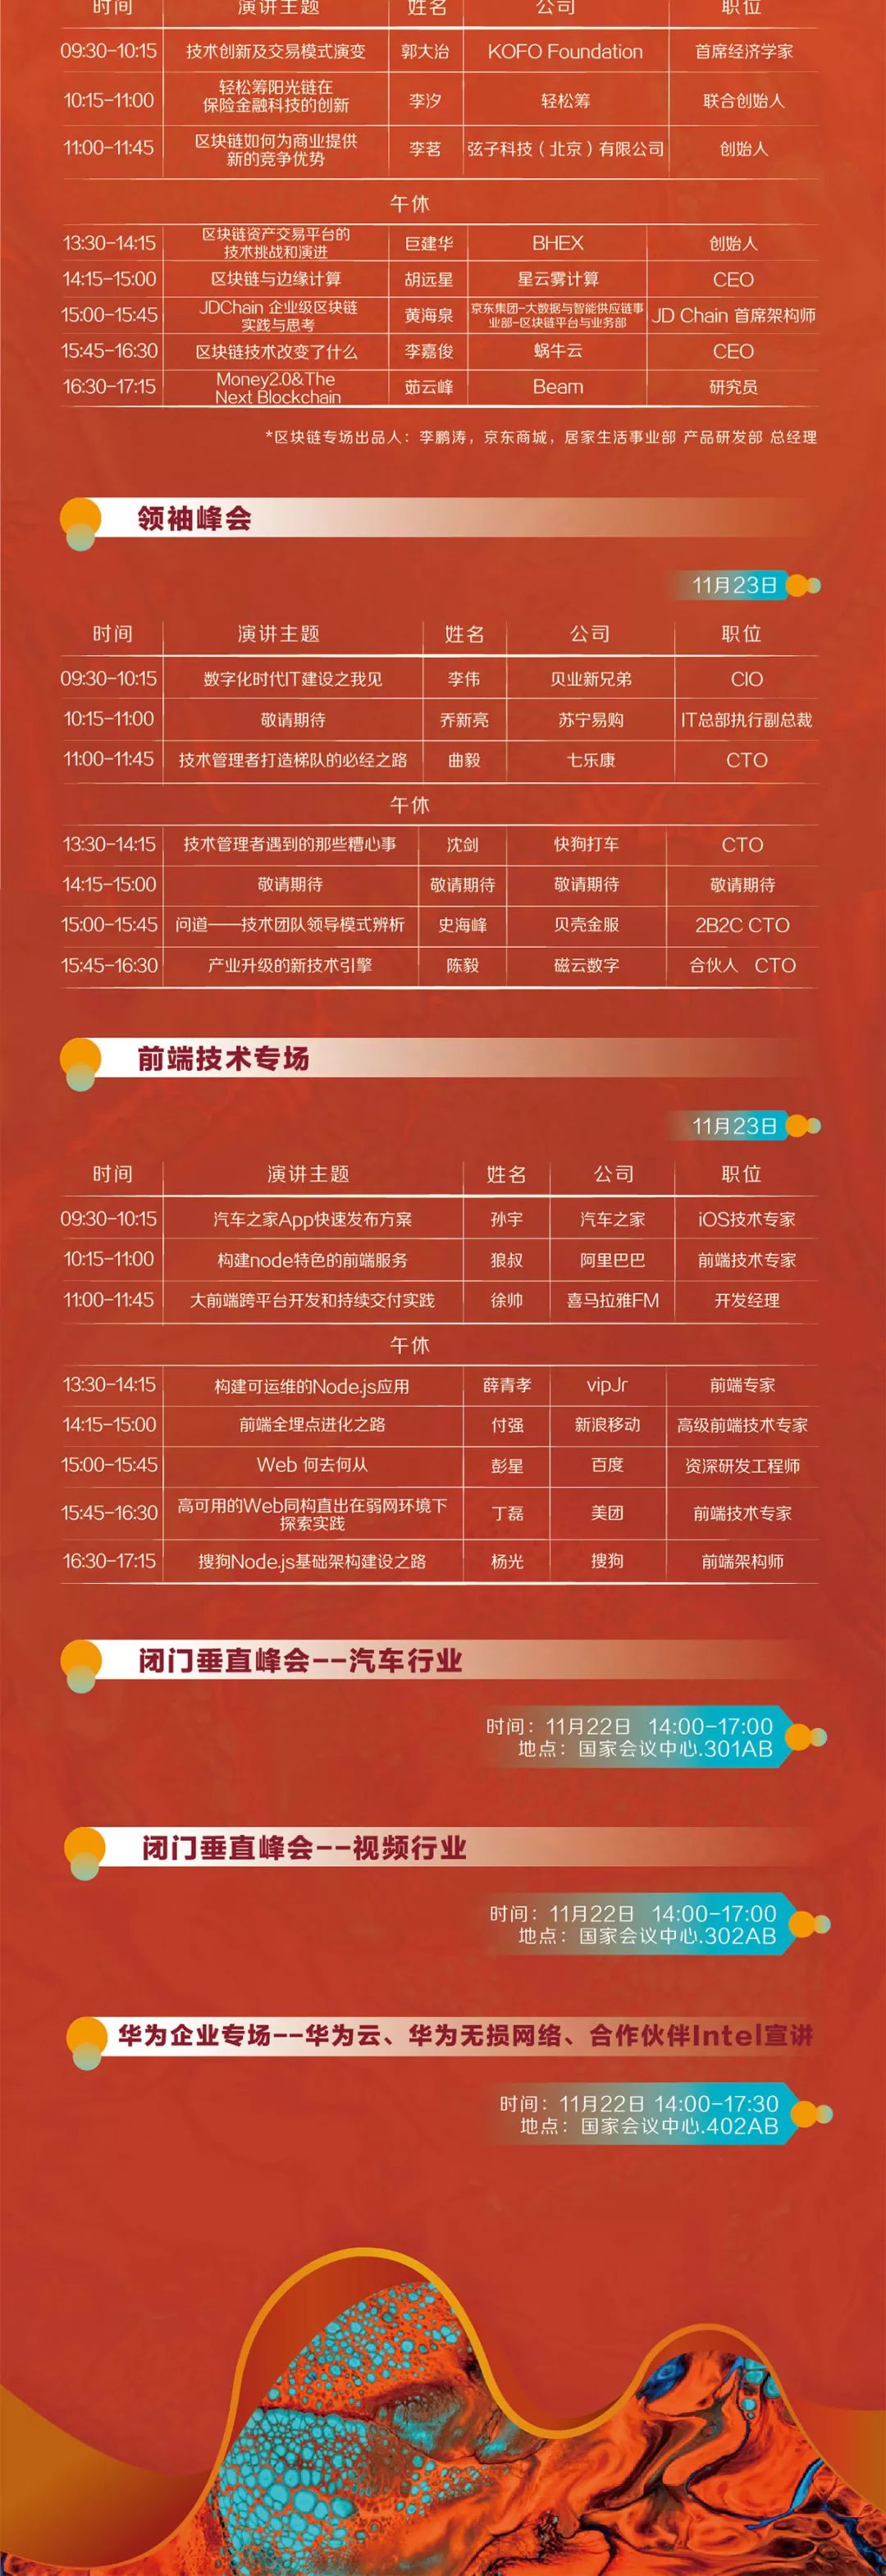 时间 演讲主题 姓名 公司 职位
09:30-10:15 技术创新及交易模式演变 郭大治 KOFO Foundation 首席经济学家
10:15-11:00 轻松筹阳光链在
保险金融科技的创新 李汐 轻松筹 联合创始人
11:00-11:45 区块链如何为商业提供
新的竞争优势 李茗 弦子科技（北京）有限公司 创始人
午休
13:30-14:15 区块链资产交易平台的
技术挑战和演进 巨建华 BHEX 创始人
14:15-15:00 区块链与边缘计算 胡远星 星云雾计算 CEO
15:00-15:45 JDChain 企业级区块链
实践与思考 黄海泉 京东集团-大数据与智能供应链事
业部-区块链平台与业务部 JD Chain 首席架构师
15:45-16:30 区块链技术改变了什么 李嘉俊 蜗牛云 CEO
16:30-17:15 Money2.0&The
Next Blockchain 茹云峰 Beam 研究员
*区块链专场出品人：李鹏涛，京东商城，居家生活事业部 产品研发部 总经理
领袖峰会
11月23日
时间 演讲主题 姓名 公司 职位
09:30-10:15 数字化时代IT建设之我见 李伟 贝业新兄弟 CIO
10:15-11:00 敬请期待 乔新亮 苏宁易购 IT总部执行副总裁
11:00-11:45 技术管理者打造梯队的必经之路 曲毅 七乐康 CTO
午休
13:30-14:15 技术管理者遇到的那些糟心事 沈剑 快狗打车 CTO
14:15-15:00 敬请期待 敬请期待 敬请期待 敬请期待
15:00-15:45 问道——技术团队领导模式辨析 史海峰 贝壳金服 2B2C CTO
15:45-16:30 产业升级的新技术引擎 陈毅 磁云数字 合伙人 CTO
前端技术专场
11月23日
时间 演讲主题 姓名 公司 职位
09:30-10:15 汽车之家App快速发布方案 孙宇 汽车之家 iOS技术专家
10:15-11:00 构建node特色的前端服务 狼叔 阿里巴巴 前端技术专家
11:00-11:45 大前端跨平台开发和持续交付实践 徐帅 喜马拉雅FM 开发经理
午休
13:30-14:15 构建可运维的Node.js应用 薛青孝 vipJr 前端专家
14:15-15:00 前端全埋点进化之路 付强 新浪移动 高级前端技术专家
15:00-15:45 Web 何去何从 彭星 百度 资深研发工程师
15:45-16:30 高可用的Web同构直出在弱网环境下
探索实践 丁磊 美团 前端技术专家
16:30-17:15 搜狗Node.js基础架构建设之路 杨光 搜狗 前端架构师
闭门垂直峰会--汽车行业
时间：11月22日 14:00-17:00
地点：国家会议中心.301AB
闭门垂直峰会--视频行业
时间：11月22日 14:00-17:00
地点：国家会议中心.302AB
华为企业专场--华为云、华为无损网络、合作伙伴Intel宣讲
时间：11月22日 14:00-17:30
地点：国家会议中心.402AB